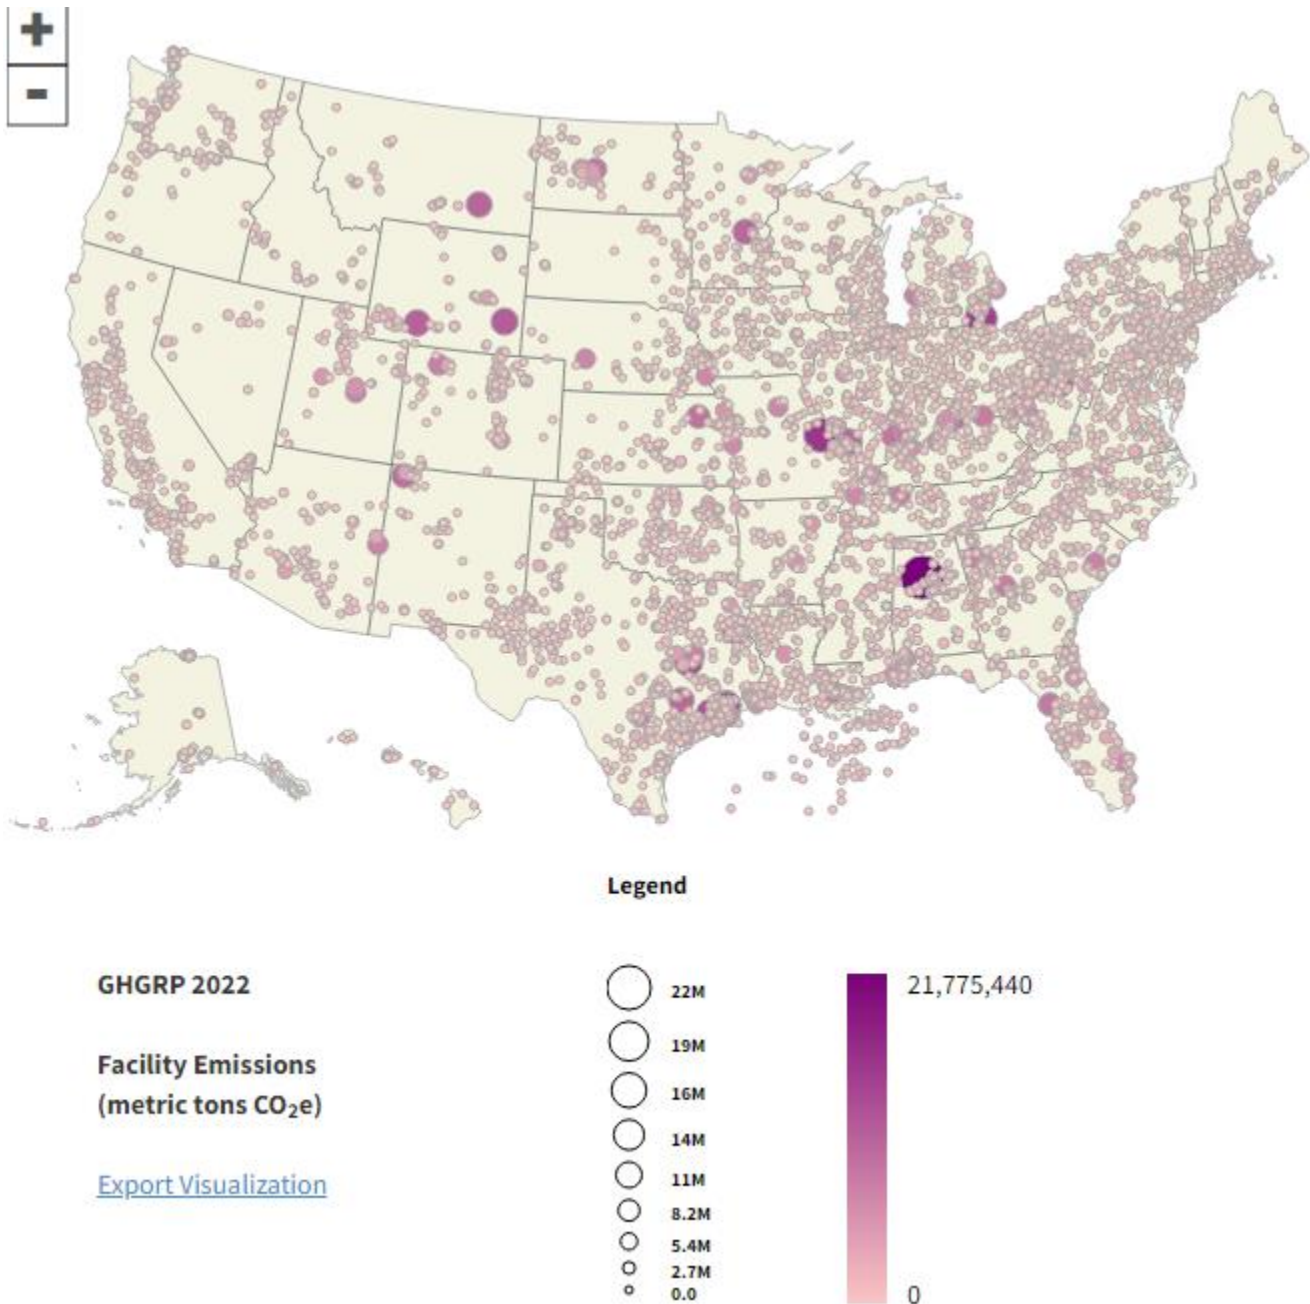 +
-
Legend
GHGRP 2022
Facility Emissions
(metric tons CO₂e)
Export Visualization
22M
19M
16M
14M
11M
8.2M
5.4M
2.7M
0.0
21,775,440
0